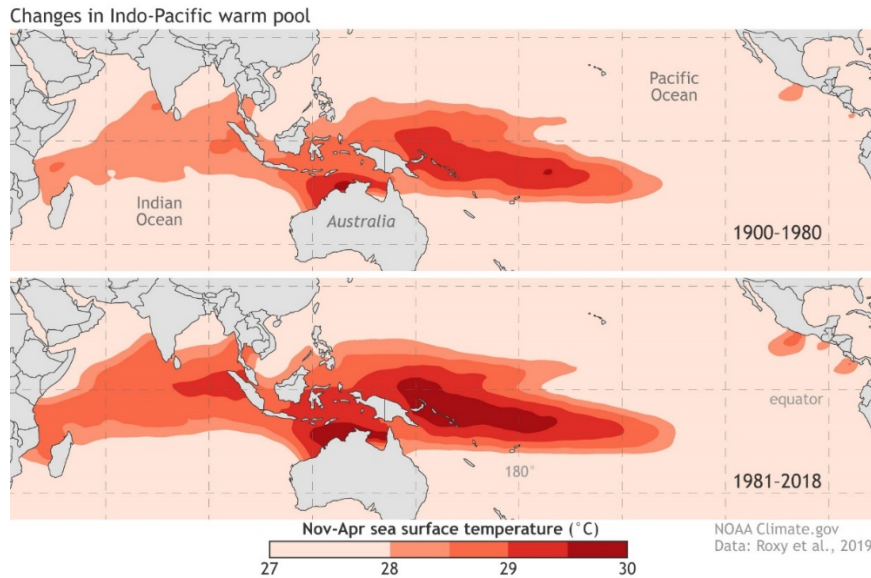 Changes in Indo-Pacific warm pool
Pacific
Ocean
Indian
Ocean
Australia
1900-1980
equator
180°
1981-2018
Nov-Apr sea surface temperature (°C)
27 28 29 30
NOAA Climate.gov
Data: Roxy et al., 2019